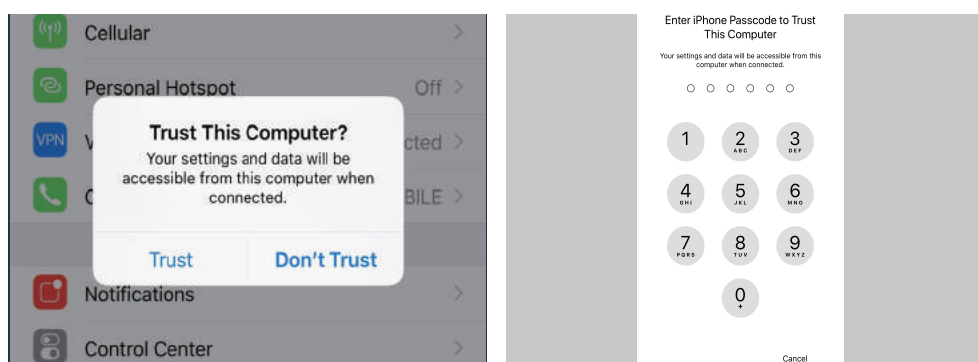 Cellular
Personal Hotspot Off
VPN V cted
C BILE
Trust This Computer?
Your settings and data will be
accessible from this computer when
connected.
Trust Don't Trust
Notifications
Control Center
Enter iPhone Passcode to Trust
This Computer
Your settings and data will be accessible from this
computer when connected.
1 2 3
ABC DEF
4 5 6
GHI JKL MNO
7 8 9
PQRS TUV WXYZ
0
+
Cancel